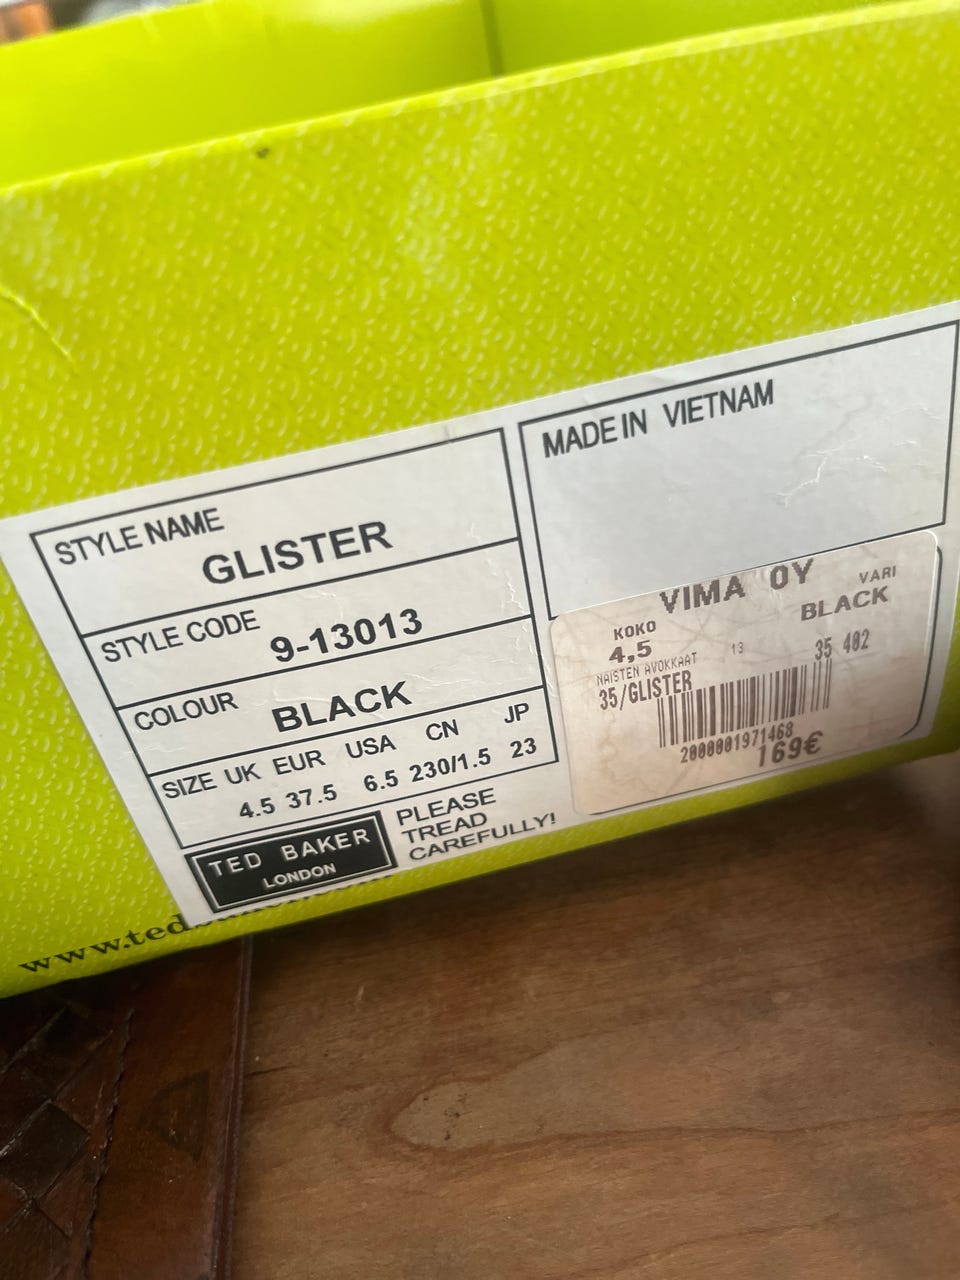 STYLE NAME
GLISTER
STYLE CODE
9-13013
COLOUR
BLACK
SIZE UK EUR USA CN JP
4.5 37.5 6.5 230/1.5 23
TED BAKER
LONDON
PLEASE
TREAD
CAREFULLY!
MADE IN VIETNAM
VIMA OY
KOKO VARI
4,5 BLACK
NAISTEN AVOKKAAT 13 35 402
35/GLISTER
2000001971468
169€
www.ted